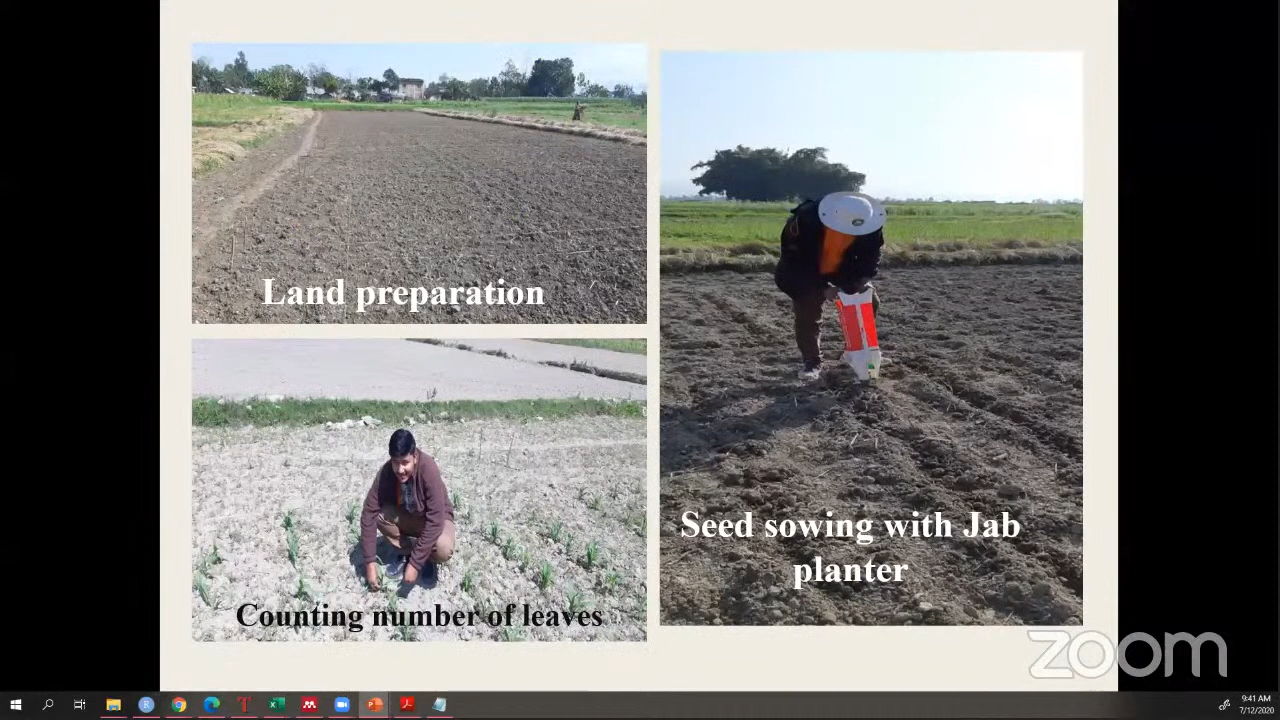 Land preparation
Counting number of leaves
Seed sowing with Jab
planter
zoom
9:41 AM
7/12/2020